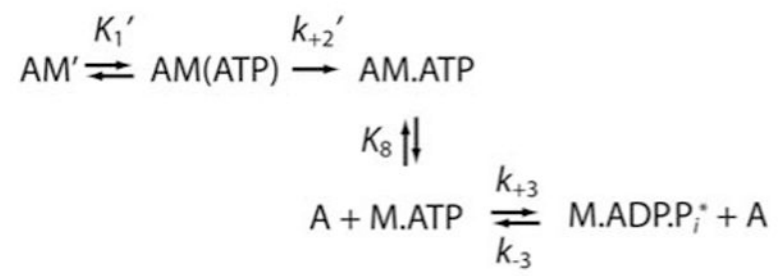 K₁′ k₊₂′
AM′ ⇌ AM(ATP) → AM.ATP
K₈ ⇅
k₊₃
A + M.ATP ⇌ M.ADP.Pᵢ* + A
k₋₃